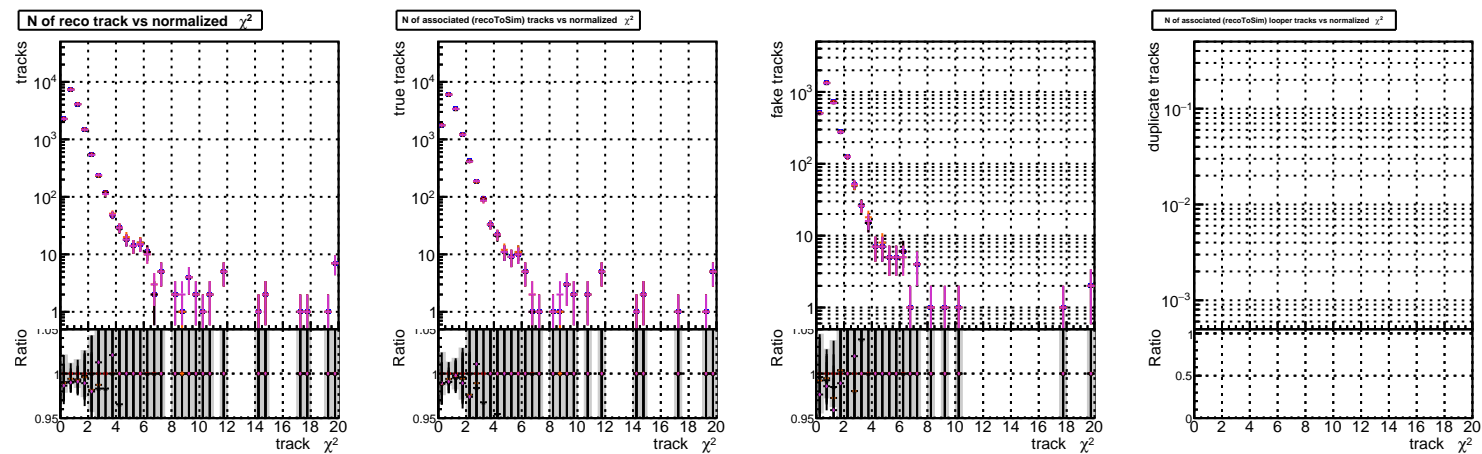 N of reco track vs normalized χ²
tracks
10⁴
10³
10²
10
1
Ratio
1.05
1
0.95
0 2 4 6 8 10 12 14 16 18 20
track χ²
N of associated (recoToSim) tracks vs normalized χ²
true tracks
10⁴
10³
10²
10
1
Ratio
1.05
1
0.95
0 2 4 6 8 10 12 14 16 18 20
track χ²
fake tracks
10³
10²
10
1
Ratio
1.05
1
0.95
0 2 4 6 8 10 12 14 16 18 20
track χ²
N of associated (recoToSim) looper tracks vs normalized χ²
duplicate tracks
10⁻¹
10⁻²
10⁻³
Ratio
1
0.5
0
0 2 4 6 8 10 12 14 16 18 20
track χ²